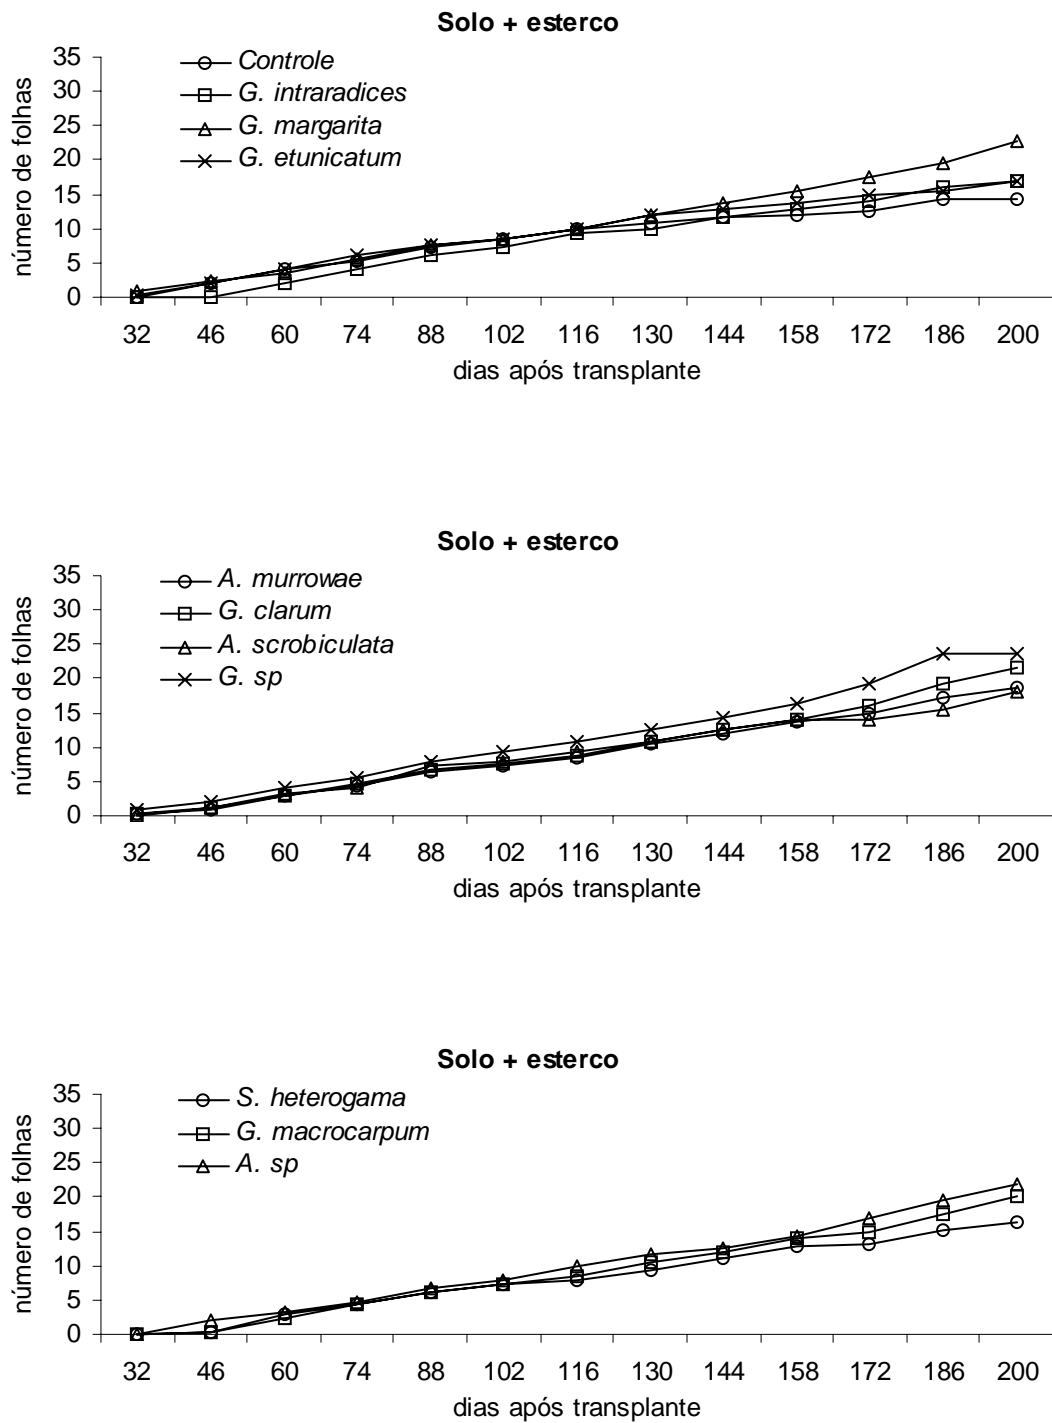 Solo + esterco
35
30
25
20
15
10
5
0
número de folhas
Controle
G. intraradices
G. margarita
G. etunicatum
32 46 60 74 88 102 116 130 144 158 172 186 200
dias após transplante
Solo + esterco
35
30
25
20
15
10
5
0
número de folhas
A. murrowae
G. clarum
A. scrobiculata
G. sp
32 46 60 74 88 102 116 130 144 158 172 186 200
dias após transplante
Solo + esterco
35
30
25
20
15
10
5
0
número de folhas
S. heterogama
G. macrocarpum
A. sp
32 46 60 74 88 102 116 130 144 158 172 186 200
dias após transplante